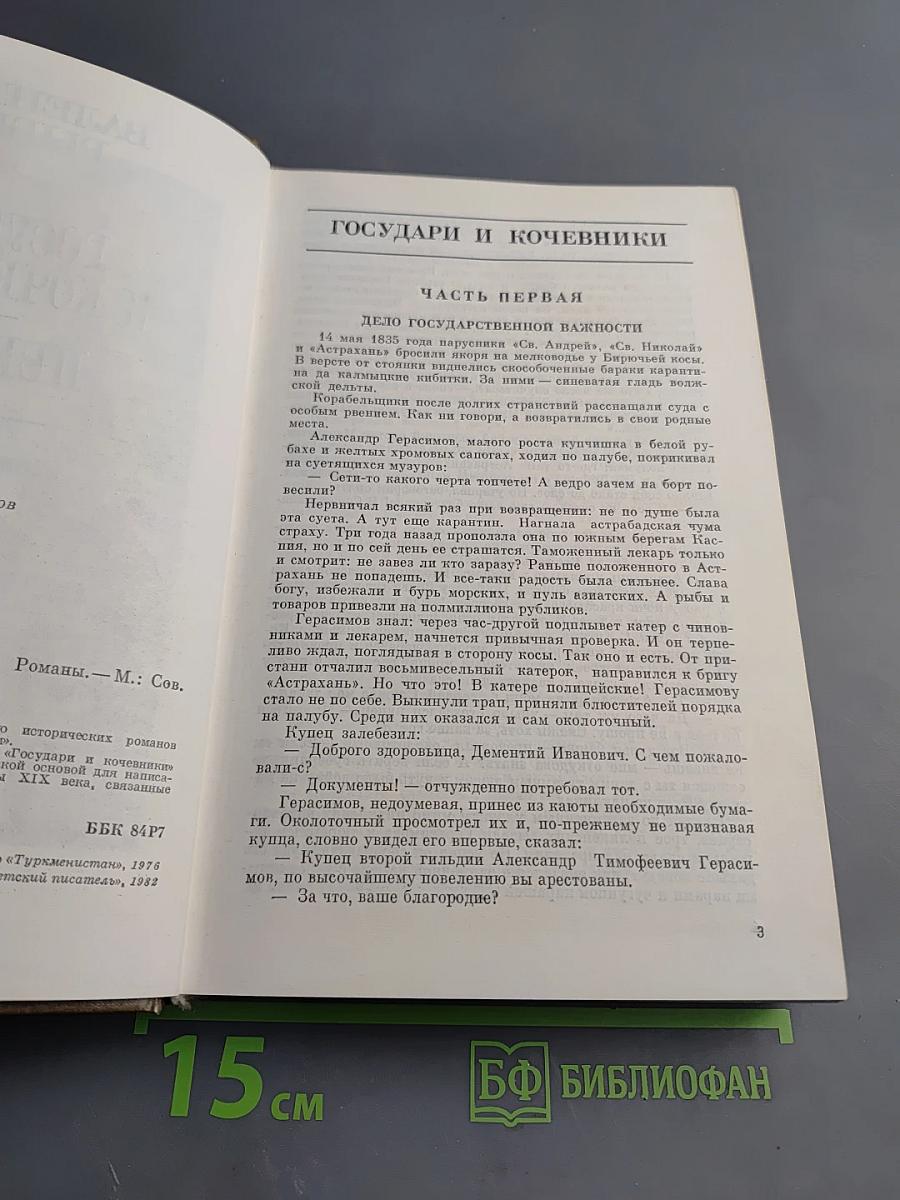 ов
Романы. — М.: Сов.
о исторических романов
р».
«Государи и кочевники»
ской основой для написа-
ы XIX века, связанные
ББК 84Р7
о «Туркменистан», 1976
етский писатель», 1982
ГОСУДАРИ И КОЧЕВНИКИ
ЧАСТЬ ПЕРВАЯ
ДЕЛО ГОСУДАРСТВЕННОЙ ВАЖНОСТИ
14 мая 1835 года парусники «Св. Андрей», «Св. Николай»
и «Астрахань» бросили якоря на мелководье у Бирючьей косы.
В версте от стоянки виднелись скособоченные бараки каранти-
на да калмыцкие кибитки. За ними — синеватая гладь волж-
ской дельты.
Корабельщики после долгих странствий расснащали суда с
особым рвением. Как ни говори, а возвратились в свои родные
места.
Александр Герасимов, малого роста купчишка в белой ру-
бахе и желтых хромовых сапогах, ходил по палубе, покрикивал
на суетящихся музуров:
— Сети-то какого черта топчете! А ведро зачем на борт по-
весили?
Нервничал всякий раз при возвращении: не по душе была
эта суета. А тут еще карантин. Нагнала астрабадская чума
страху. Три года назад проползла она по южным берегам Кас-
пия, но и по сей день ее страшатся. Таможенный лекарь только
и смотрит: не завез ли кто заразу? Раньше положенного в Аст-
рахань не попадешь. И все-таки радость была сильнее. Слава
богу, избежали и бурь морских, и пуль азиатских. А рыбы и
товаров привезли на полмиллиона рубликов.
Герасимов знал: через час-другой подплывет катер с чинов-
никами и лекарем, начнется привычная проверка. И он терпе-
ливо ждал, поглядывая в сторону косы. Так оно и есть. От при-
стани отчалил восьмивесельный катерок, направился к бригу
«Астрахань». Но что это! В катере полицейские! Герасимову
стало не по себе. Выкинули трап, приняли блюстителей порядка
на палубу. Среди них оказался и сам околоточный.
Купец залебезил:
— Доброго здоровьица, Дементий Иванович. С чем пожало-
вали-с?
— Документы! — отчужденно потребовал тот.
Герасимов, недоумевая, принес из каюты необходимые бума-
ги. Околоточный просмотрел их и, по-прежнему не признавая
купца, словно увидел его впервые, сказал:
— Купец второй гильдии Александр Тимофеевич Гераси-
мов, по высочайшему повелению вы арестованы.
— За что, ваше благородие?
3
15 см
БФ БИБЛИОФАН